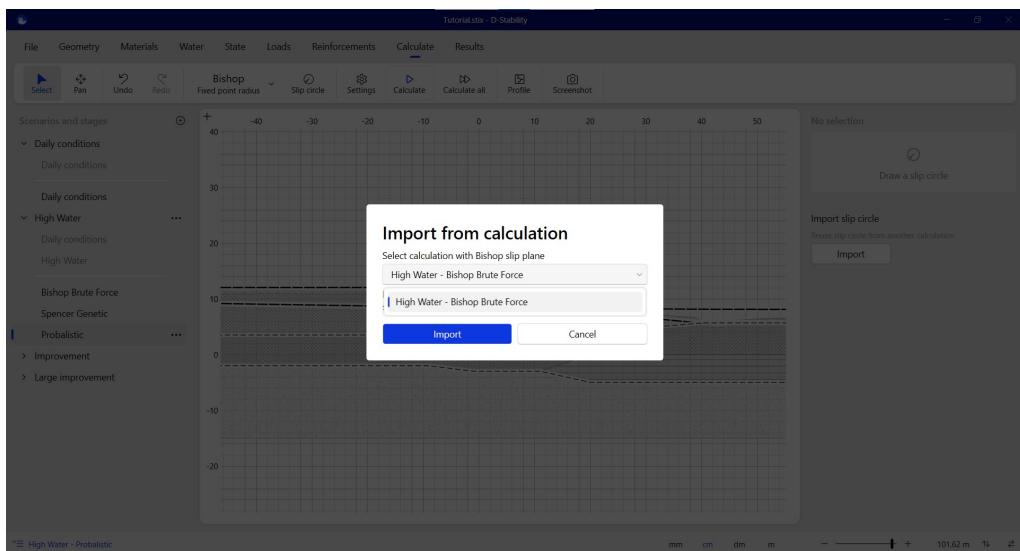 Tutorial.stix - D-Stability
File Geometry Materials Water State Loads Reinforcements Calculate Results
Select Pan Undo Redo Bishop Fixed point radius Slip circle Settings Calculate Calculate all Profile Screenshot
Scenarios and stages
No selection
-40 -30 -20 -10 0 10 20 30 40 50
40
Daily conditions
Daily conditions
Draw a slip circle
30
Daily conditions
High Water
Import slip circle
Import from calculation
Daily conditions
Reuse slip circle from another calculation
20
Select calculation with Bishop slip plane
High Water
Import
High Water - Bishop Brute Force
Bishop Brute Force
10
High Water - Bishop Brute Force
Spencer Genetic
Probalistic
Import Cancel
Improvement
0
Large improvement
-10
-20
High Water - Probalistic
mm cm dm m
101.62 m